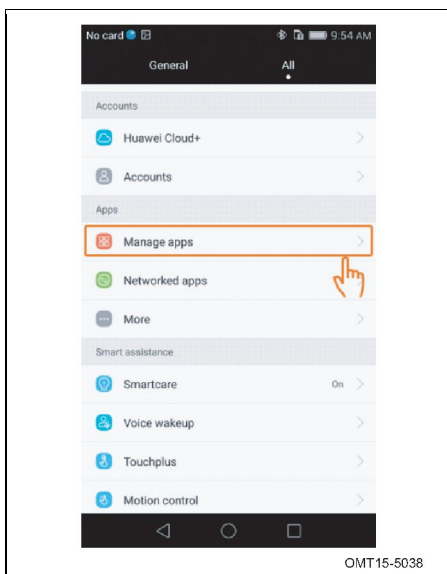 No card 9:54 AM
General All
Accounts
Huawei Cloud+
Accounts
Apps
Manage apps
Networked apps
More
Smart assistance
Smartcare On
Voice wakeup
Touchplus
Motion control
OMT15-5038